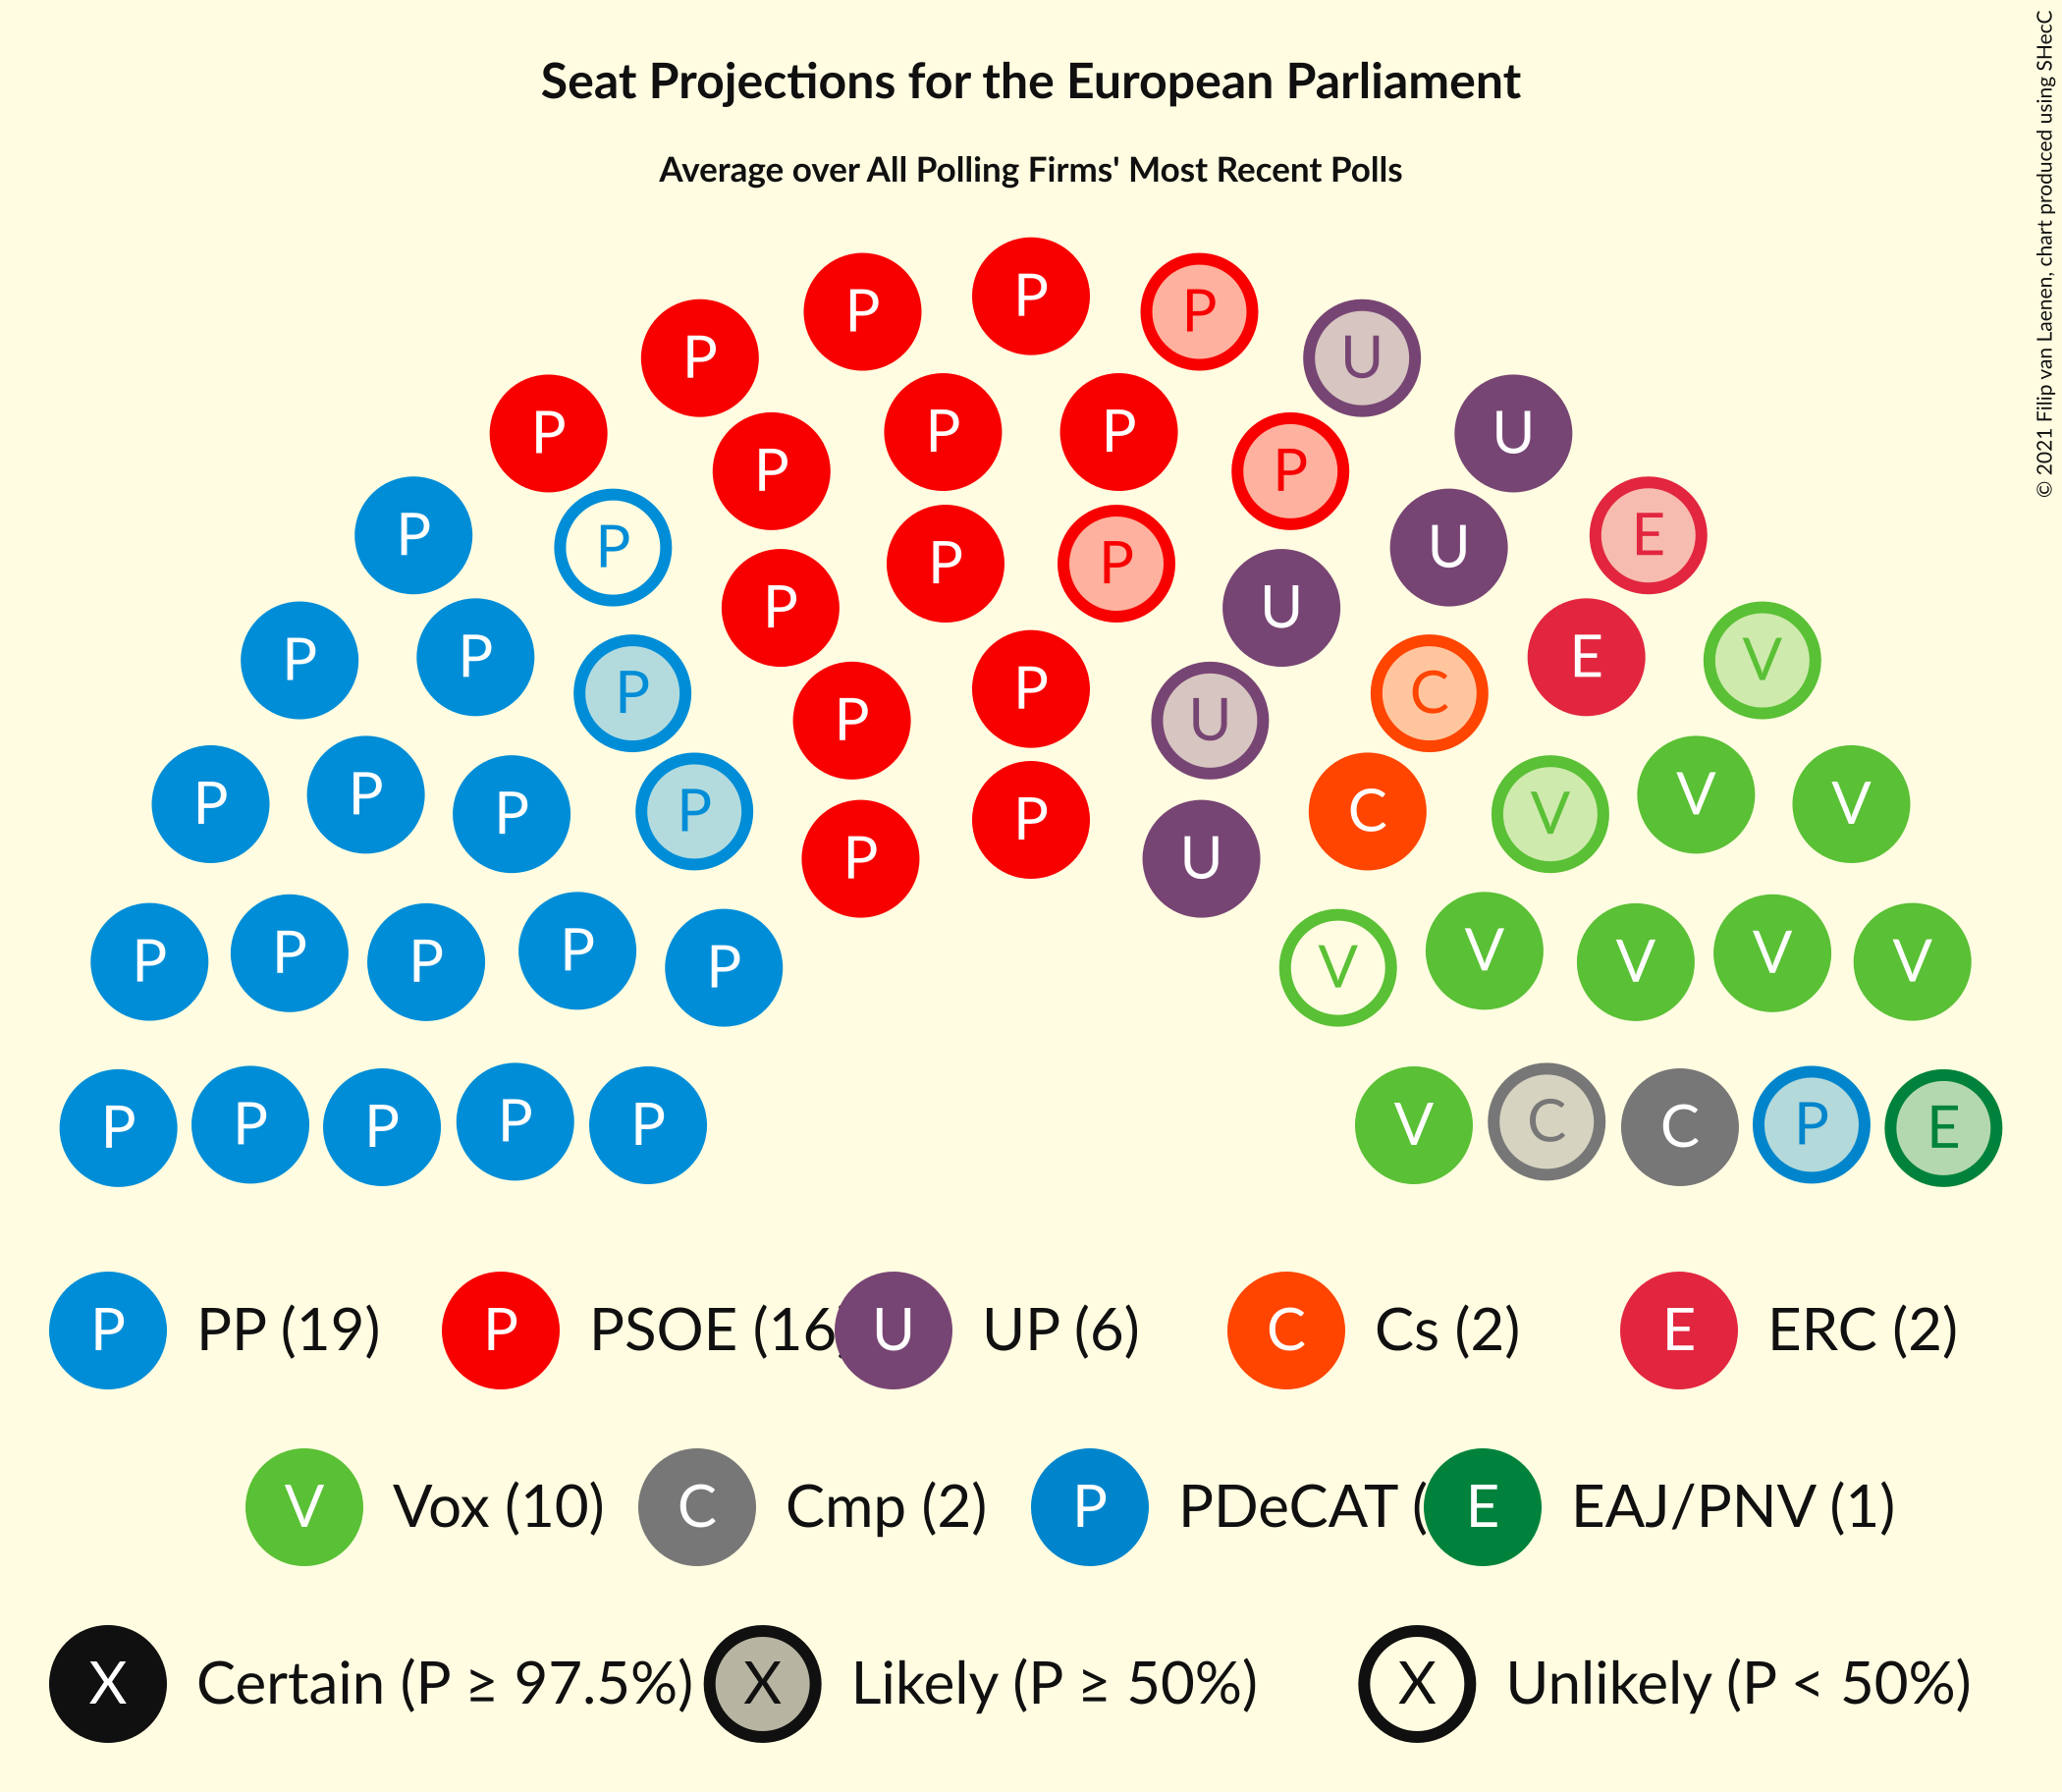 Seat Projections for the European Parliament
Average over All Polling Firms' Most Recent Polls
© 2021 Filip van Laenen, chart produced using SHecC
P
P P
P U
P P P U
P P
P P P P U E
P U
P P P P C E V
P U
P P P P P C V V V
P U
P P P P P V V V V V
P P P P P V C C P E
P PP (19) P PSOE (16 U UP (6) C Cs (2) E ERC (2)
V Vox (10) C Cmp (2) P PDeCAT ( E EAJ/PNV (1)
X Certain (P ≥ 97.5%) X Likely (P ≥ 50%) X Unlikely (P < 50%)